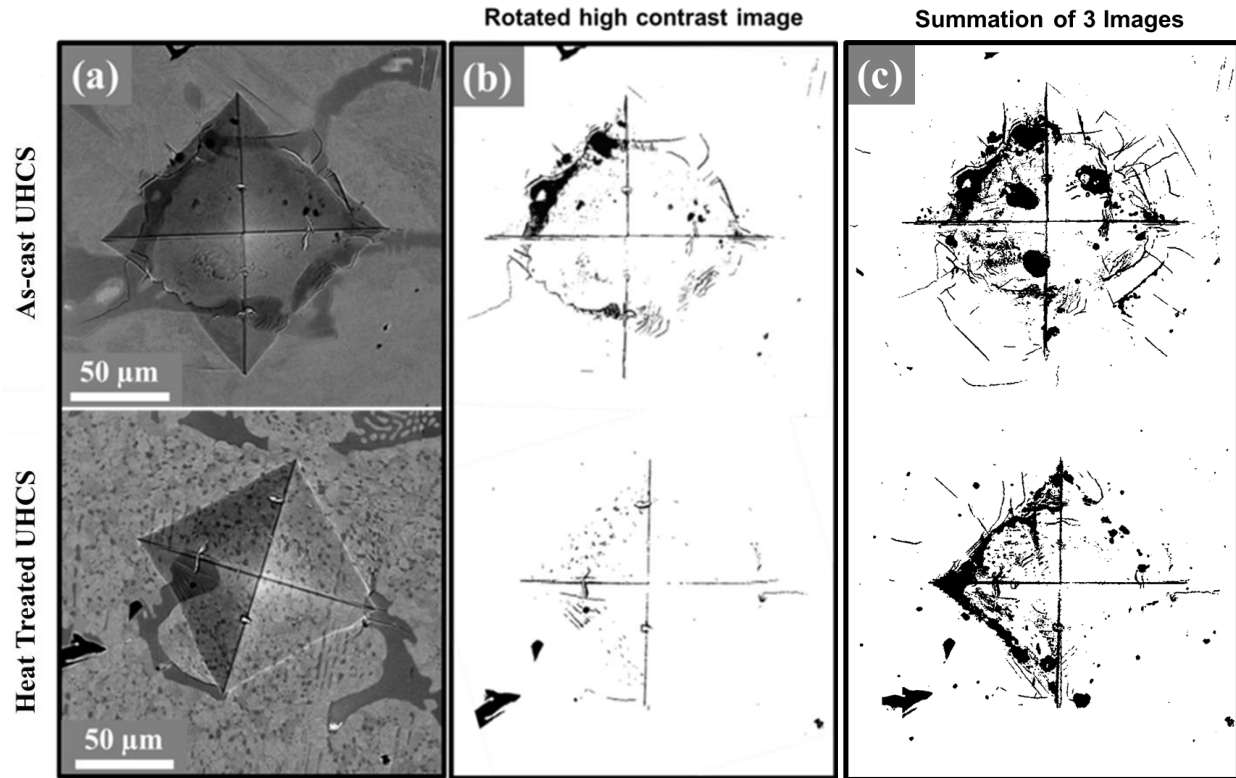 Rotated high contrast image
Summation of 3 Images
As-cast UHCS
(a)
(b)
(c)
50 µm
Heat Treated UHCS
50 µm